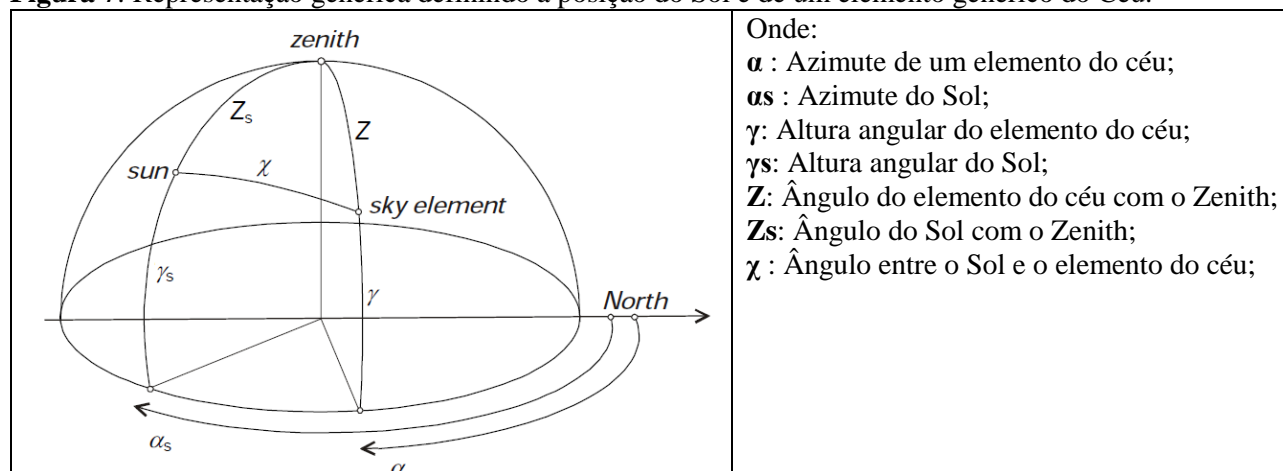 Figura 7. Representação genérica definindo a posição do Sol e de um elemento genérico do Céu.
zenith
Zs
Z
sun
χ
sky element
γs
γ
North
αs
α
Onde:
α : Azimute de um elemento do céu;
αs : Azimute do Sol;
γ: Altura angular do elemento do céu;
γs: Altura angular do Sol;
Z: Ângulo do elemento do céu com o Zenith;
Zs: Ângulo do Sol com o Zenith;
χ : Ângulo entre o Sol e o elemento do céu;